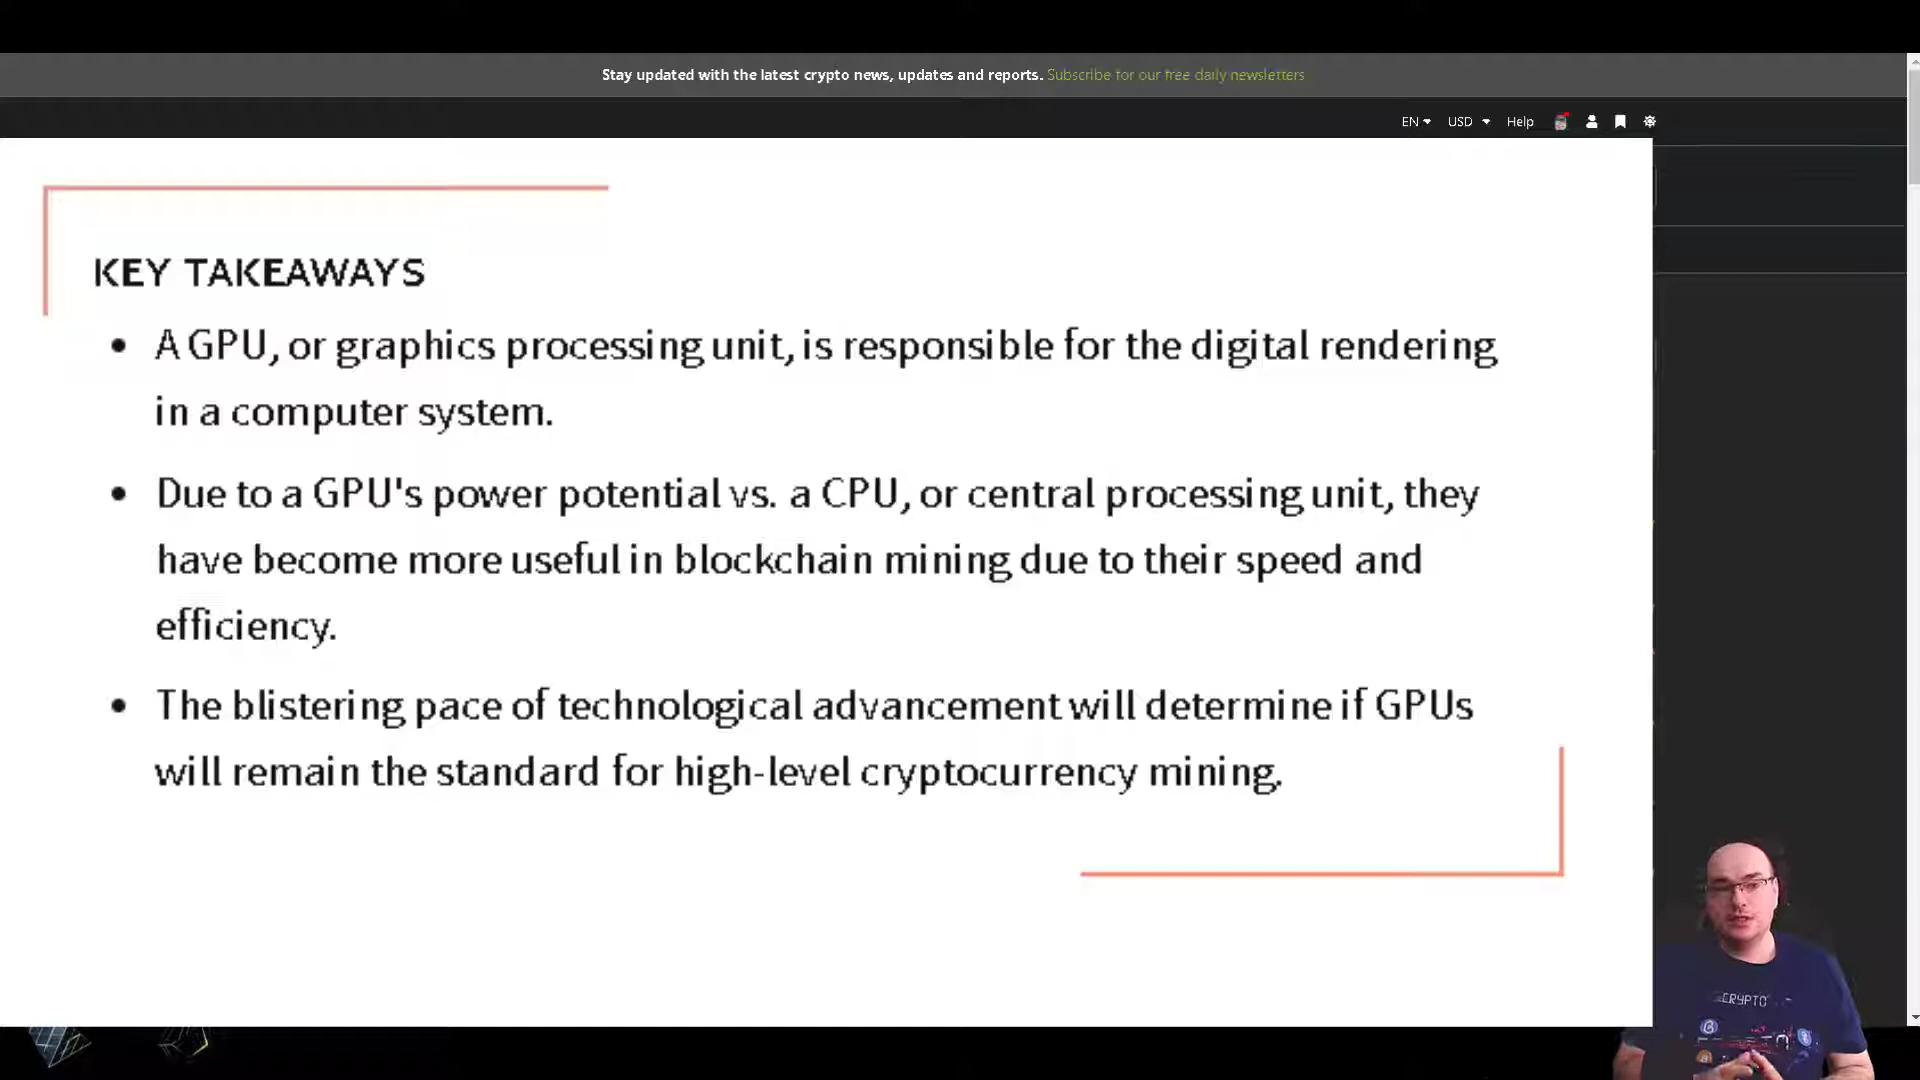 Stay updated with the latest crypto news, updates and reports. Subscribe for our free daily newsletters
EN USD Help
KEY TAKEAWAYS
• A GPU, or graphics processing unit, is responsible for the digital rendering
in a computer system.
• Due to a GPU's power potential vs. a CPU, or central processing unit, they
have become more useful in blockchain mining due to their speed and
efficiency.
• The blistering pace of technological advancement will determine if GPUs
will remain the standard for high-level cryptocurrency mining.
CRYPTO